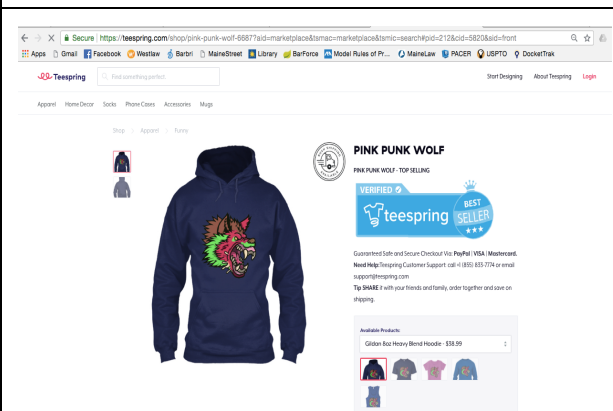 Secure https://teespring.com/shop/pink-punk-wolf-6687?aid=marketplace&tsmac=marketplace&tsmic=search#pid=212&cid=5820&sid=front
Apps Gmail Facebook Westlaw Barbri MaineStreet Library BarForce Model Rules of Pr... MaineLaw PACER USPTO DocketTrak
Teespring Find something perfect Start Designing About Teespring Login
Apparel Home Decor Socks Phone Cases Accessories Mugs
Shop Apparel Funny
PINK PUNK WOLF
PINK PUNK WOLF - TOP SELLING
VERIFIED
teespring
BEST
SELLER
Guaranteed Safe and Secure Checkout Via: PayPal | VISA | Mastercard.
Need Help: Teespring Customer Support: call +1 (855) 833-7774 or email
support@teespring.com
Tip SHARE it with your friends and family, order together and save on
shipping.
Available Products:
Gildan 8oz Heavy Blend Hoodie - $38.99